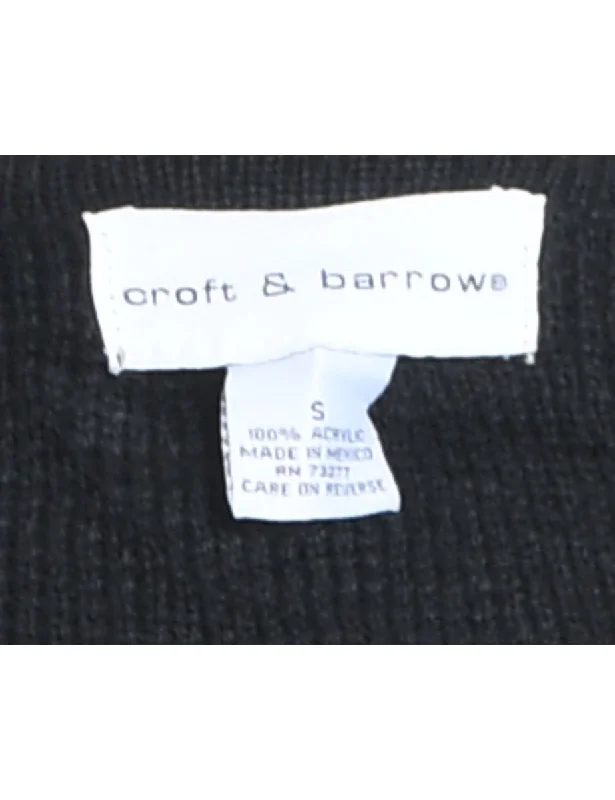 croft & barrow®
S
100% ACRYLIC
MADE IN MEXICO
RN 73277
CARE ON REVERSE